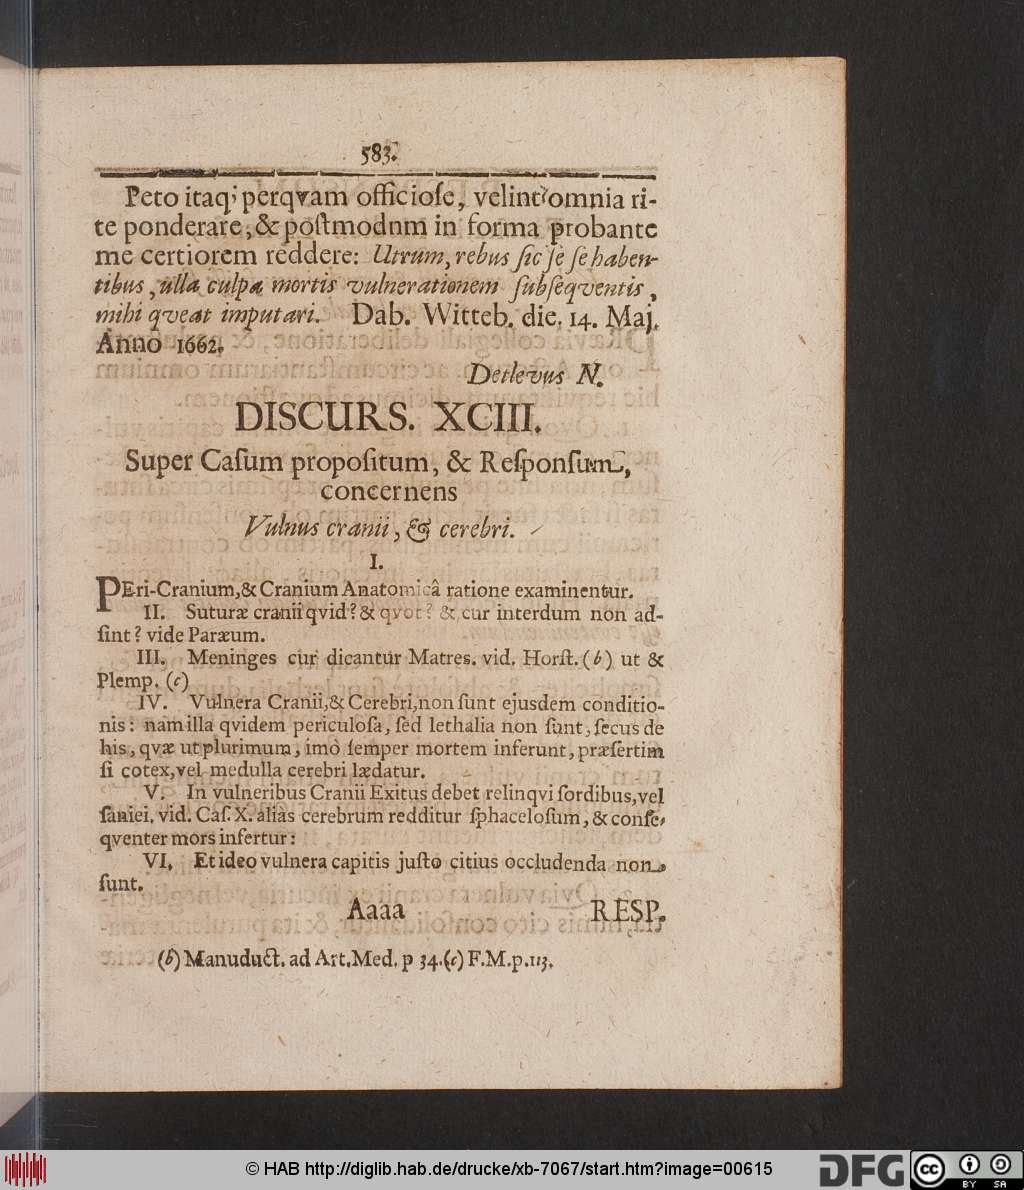 583.
Peto itaq; perqvam officiose, velint omnia ri-
te ponderare, & postmodnm in forma probante
me certiorem reddere: Utrum, rebus sic se se haben-
tibus, ulla culpa mortis vulnerationem subseqventis,
mihi qveat imputari. Dab. Witteb. die. 14. Maj.
Anno 1662.
Detlevus N.
DISCURS. XCIII.
Super Casum propositum, & Responsum,
concernens
Vulnus cranii, & cerebri.
I.
PEri-Cranium, & Cranium Anatomicâ ratione examinentur.
II. Suturæ cranii qvid? & qvot? & cur interdum non ad-
sint? vide Paræum.
III. Meninges cur dicantur Matres. vid. Horst. (b) ut &
Plemp. (c)
IV. Vulnera Cranii, & Cerebri, non sunt ejusdem conditio-
nis: nam illa qvidem periculosa, sed lethalia non sunt, secus de
his, qvæ ut plurimum, imò semper mortem inferunt, præsertim
si cotex, vel medulla cerebri lædatur.
V. In vulneribus Cranii Exitus debet relinqvi sordibus, vel
saniei, vid. Cas. X. aliàs cerebrum redditur sphacelosum, & conse-
qventer mors infertur:
VI. Et ideo vulnera capitis justo citius occludenda non
sunt.
Aaaa RESP.
(b) Manuduct. ad Art. Med. p 34. (c) F. M. p. 113.
© HAB http://diglib.hab.de/drucke/xb-7067/start.htm?image=00615
DFG
cc BY SA